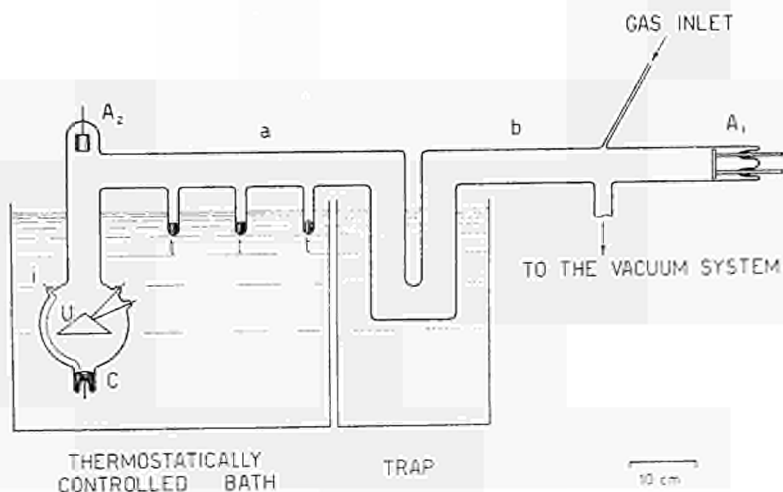 GAS INLET
A₂
a
b
A₁
TO THE VACUUM SYSTEM
i
U
C
THERMOSTATICALLY
CONTROLLED BATH
TRAP
10 cm